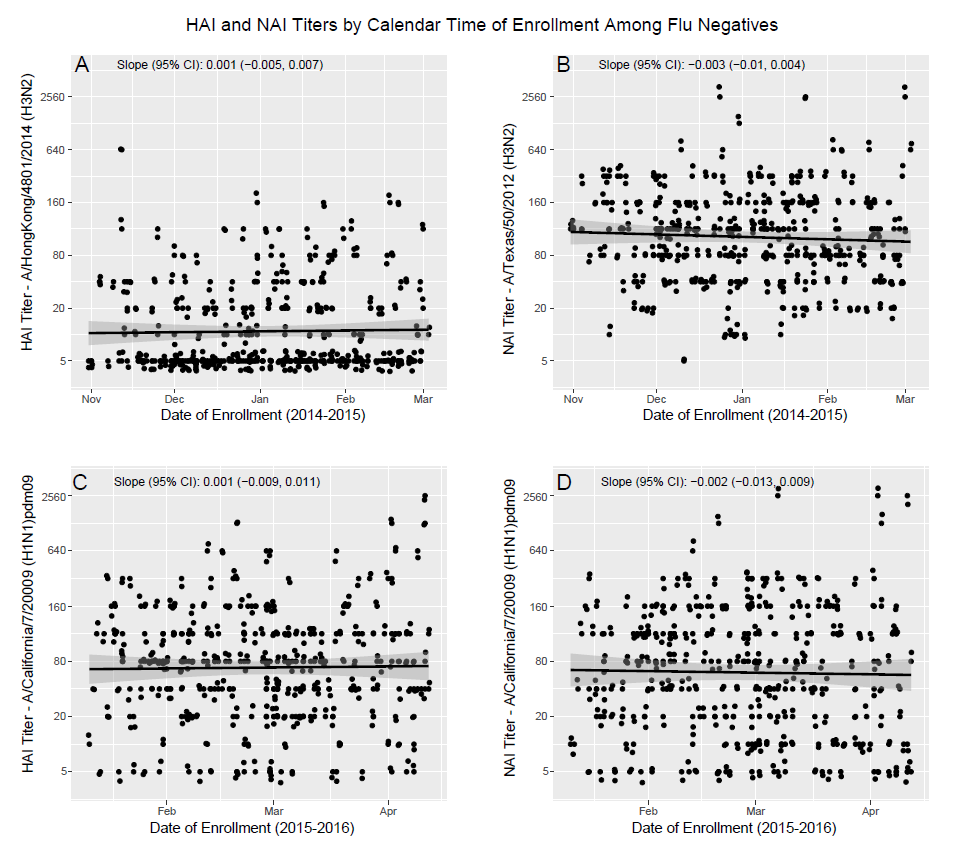 HAI and NAI Titers by Calendar Time of Enrollment Among Flu Negatives
A
Slope (95% CI): 0.001 (−0.005, 0.007)
HAI Titer - A/HongKong/4801/2014 (H3N2)
2560
640
160
80
20
5
Nov Dec Jan Feb Mar
Date of Enrollment (2014-2015)
B
Slope (95% CI): −0.003 (−0.01, 0.004)
NAI Titer - A/Texas/50/2012 (H3N2)
2560
640
160
80
20
5
Nov Dec Jan Feb Mar
Date of Enrollment (2014-2015)
C
Slope (95% CI): 0.001 (−0.009, 0.011)
HAI Titer - A/California/7/20009 (H1N1)pdm09
2560
640
160
80
20
5
Feb Mar Apr
Date of Enrollment (2015-2016)
D
Slope (95% CI): −0.002 (−0.013, 0.009)
NAI Titer - A/California/7/20009 (H1N1)pdm09
2560
640
160
80
20
5
Feb Mar Apr
Date of Enrollment (2015-2016)